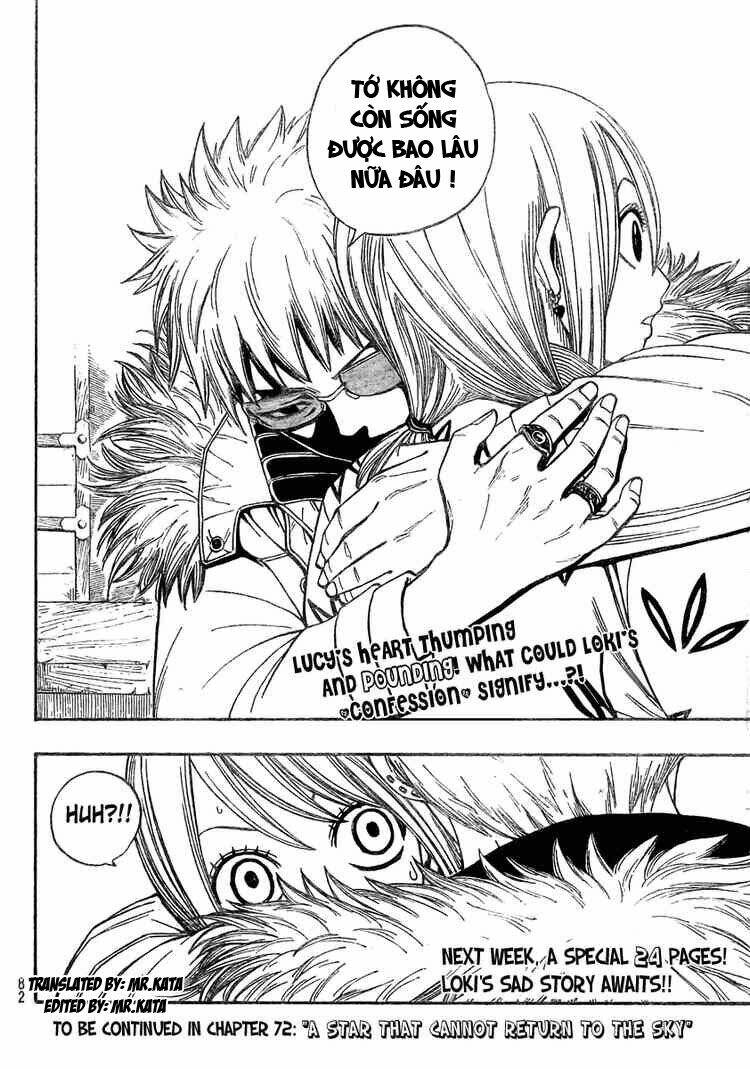 TỚ KHÔNG
CÒN SỐNG
ĐƯỢC BAO LÂU
NỮA ĐÂU !
LUCY'S HEART THUMPING
AND POUNDING! WHAT COULD LOKI'S
"CONFESSION" SIGNIFY...?!
HUH?!!
NEXT WEEK, A SPECIAL 24 PAGES!
LOKI'S SAD STORY AWAITS!!
82
TRANSLATED BY: MR.KATA
EDITED BY: MR.KATA
TO BE CONTINUED IN CHAPTER 72: "A STAR THAT CANNOT RETURN TO THE SKY"